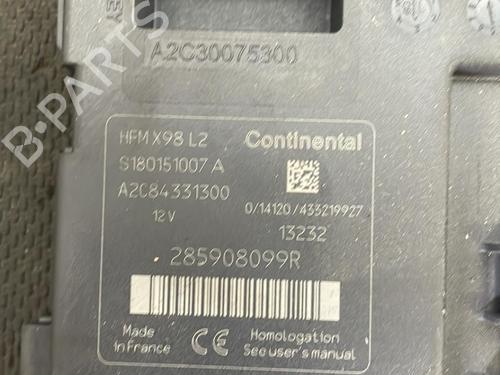 KEY
A2C30075300
HFM X98 L2
Continental
S180151007 A
A2C84331300
12V
0/14120/433219927
13232
285908099R
Made
in France
CE
Homologation
See user's manual
B-PARTS